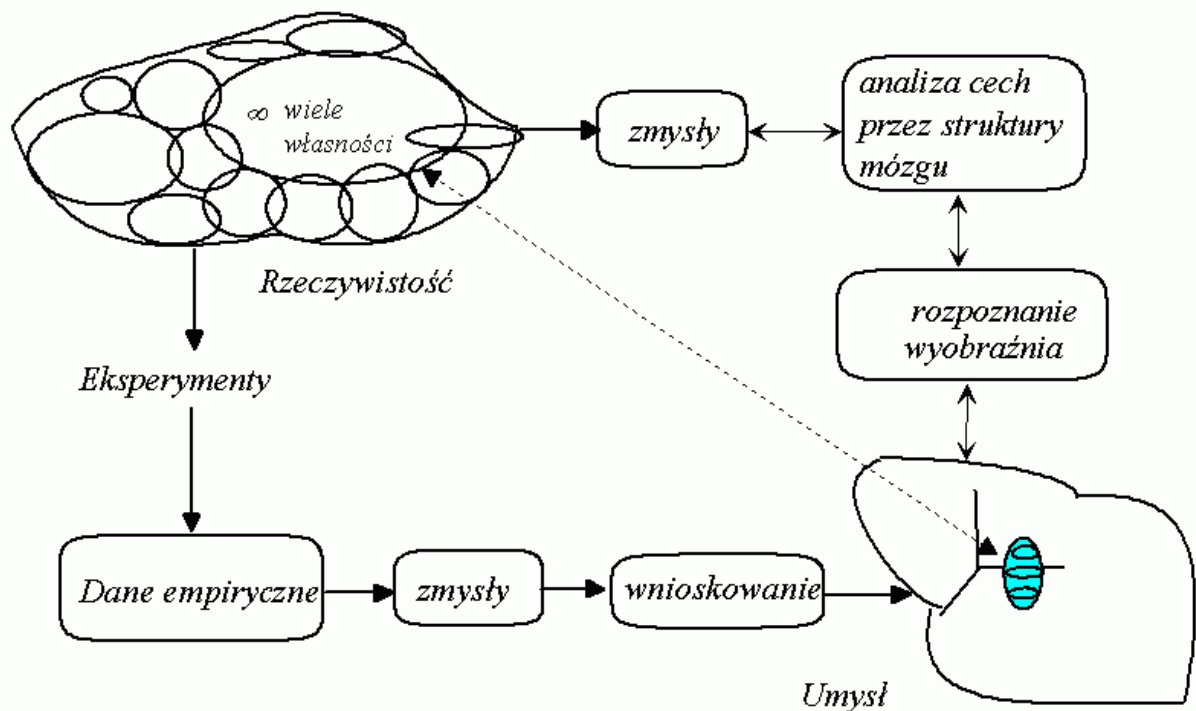 ∞ wiele
własności
zmysły
analiza cech
przez struktury
mózgu
Rzeczywistość
rozpoznanie
wyobraźnia
Eksperymenty
Dane empiryczne
zmysły
wnioskowanie
Umysł